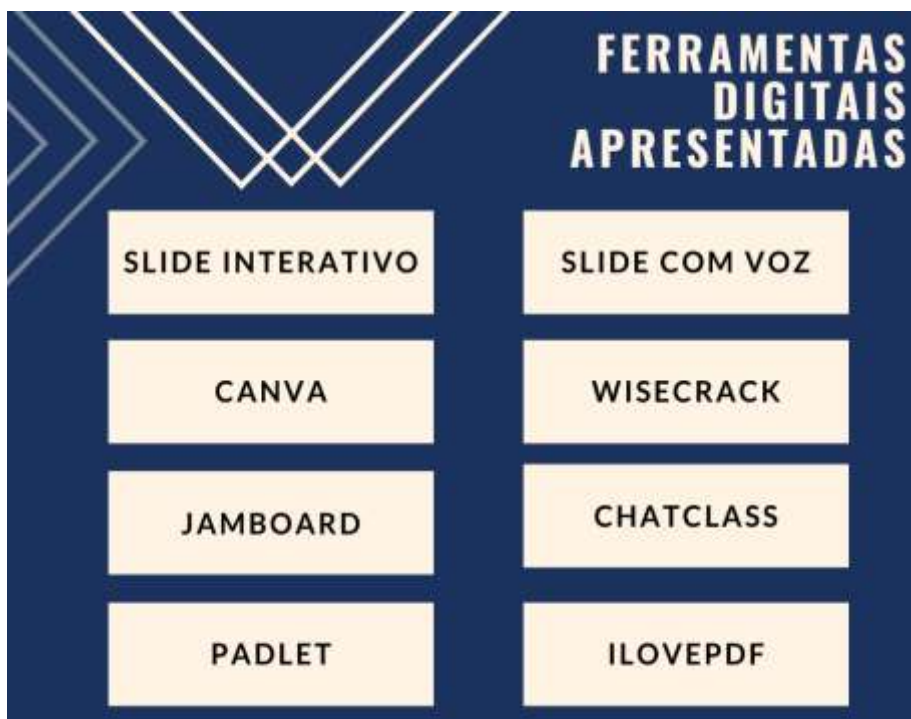 FERRAMENTAS
DIGITAIS
APRESENTADAS
SLIDE INTERATIVO
SLIDE COM VOZ
CANVA
WISECRACK
JAMBOARD
CHATCLASS
PADLET
ILOVEPDF